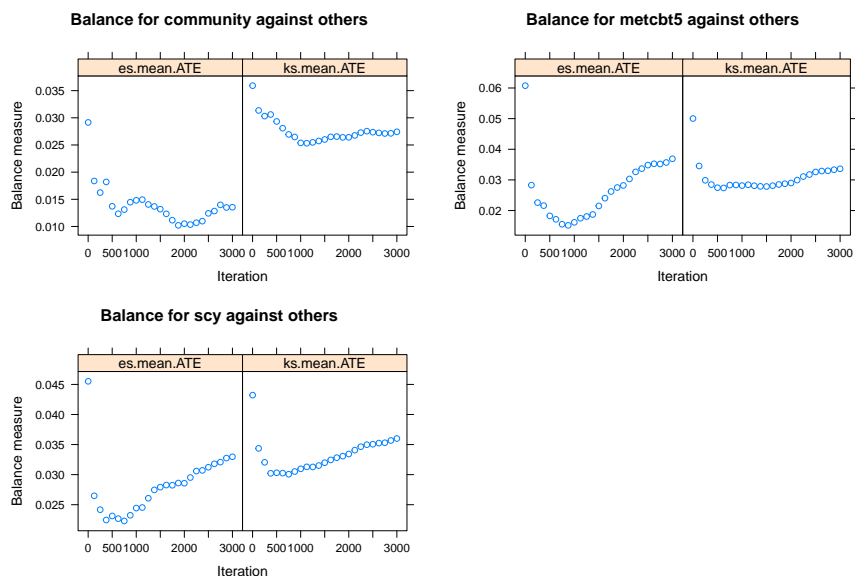 Balance for community against others
es.mean.ATE ks.mean.ATE
Balance measure
0.035
0.030
0.025
0.020
0.015
0.010
0 500 1000 2000 3000 0 500 1000 2000 3000
Iteration
Balance for metcbt5 against others
es.mean.ATE ks.mean.ATE
Balance measure
0.06
0.05
0.04
0.03
0.02
0 500 1000 2000 3000 0 500 1000 2000 3000
Iteration
Balance for scy against others
es.mean.ATE ks.mean.ATE
Balance measure
0.045
0.040
0.035
0.030
0.025
0 500 1000 2000 3000 0 500 1000 2000 3000
Iteration